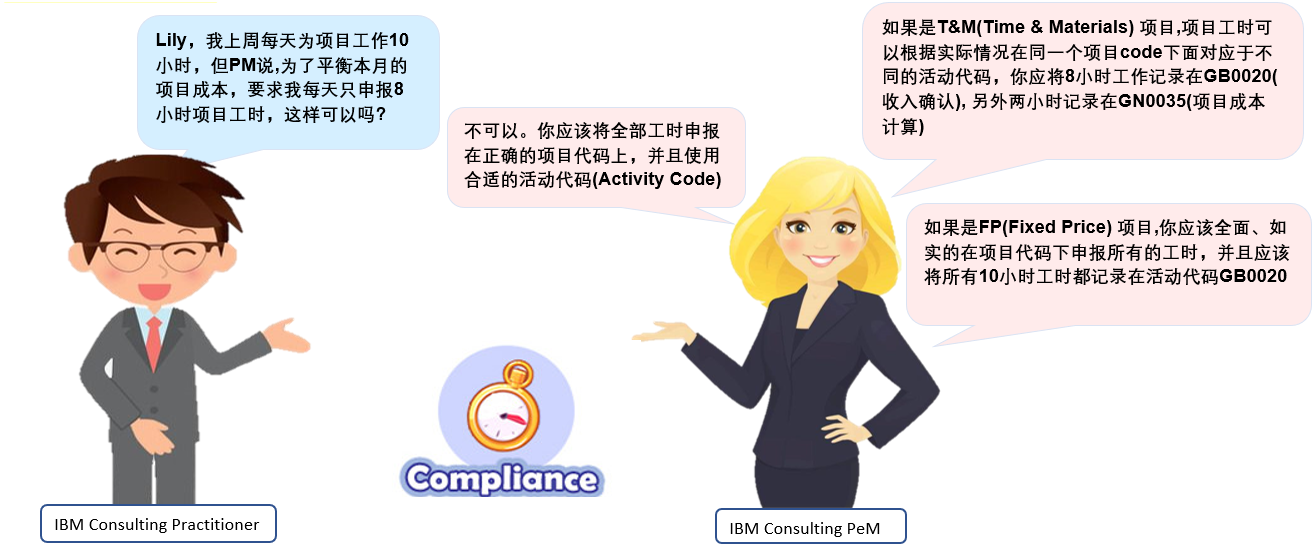 Lily，我上周每天为项目工作10
小时，但PM说,为了平衡本月的
项目成本，要求我每天只申报8
小时项目工时，这样可以吗?
不可以。你应该将全部工时申报
在正确的项目代码上，并且使用
合适的活动代码(Activity Code)
如果是T&M(Time & Materials) 项目,项目工时可
以根据实际情况在同一个项目code下面对应于不
同的活动代码，你应将8小时工作记录在GB0020(
收入确认), 另外两小时记录在GN0035(项目成本
计算)
如果是FP(Fixed Price) 项目,你应该全面、如
实的在项目代码下申报所有的工时，并且应该
将所有10小时工时都记录在活动代码GB0020
Compliance
IBM Consulting Practitioner
IBM Consulting PeM